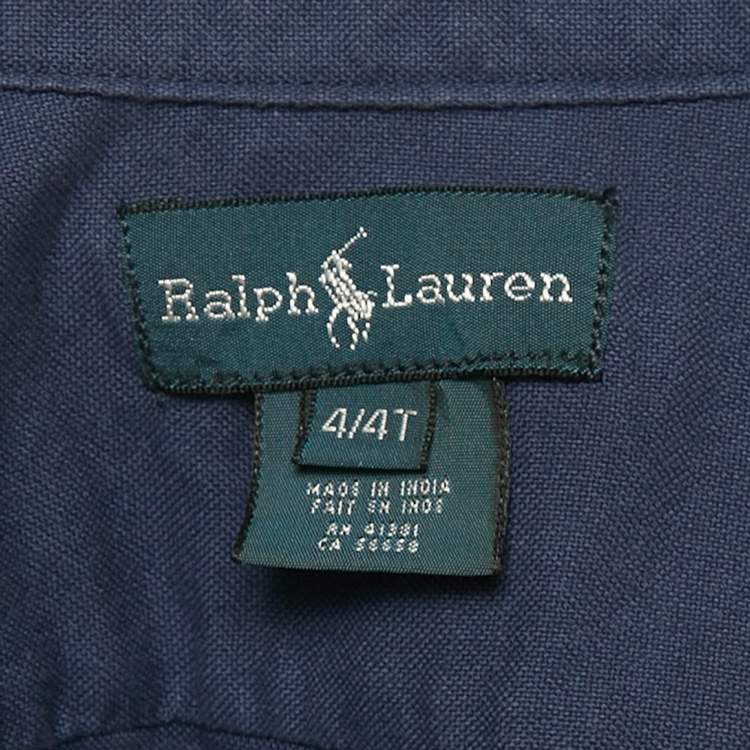 Ralph Lauren
4/4T
MADE IN INDIA
FAIT EN INDE
RN 41381
CA 56658